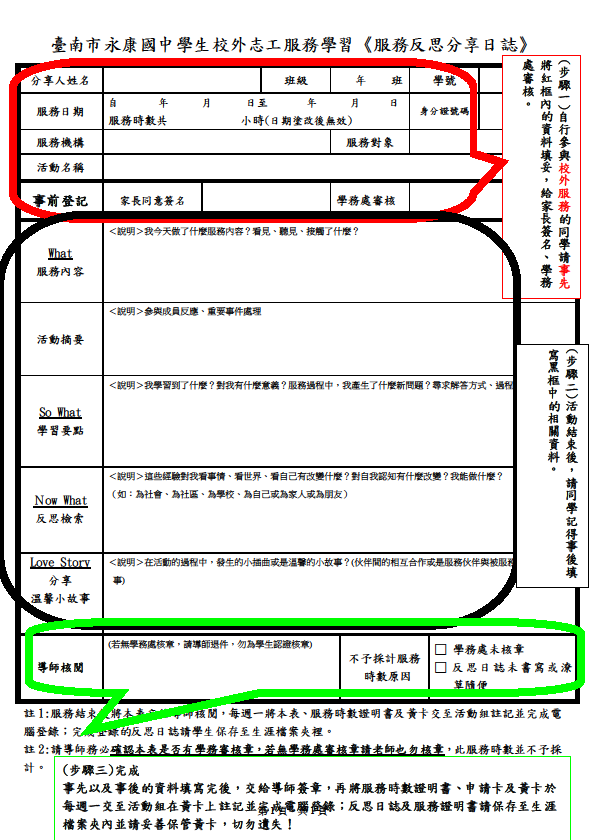 臺南市永康國中學生校外志工服務學習《服務反思分享日誌》
分享人姓名 班級 年 班 學號
服務日期 自 年 月 日至 年 月 日 身分證號碼
服務時數共 小時(日期塗改後無效)
服務機構 服務對象
活動名稱
事前登記 家長同意簽名 學務處審核
(步驟一)自行參與校外服務的同學請事先
將紅框內的資料填妥，給家長簽名、學務
處審核。
What
服務內容
＜說明＞我今天做了什麼服務內容？看見、聽見、接觸了什麼？
活動摘要
＜說明＞參與成員反應、重要事件處理
(步驟二)活動結束後，請同學記得事後填
寫黑框中的相關資料。
So What
學習要點
＜說明＞我學習到了什麼？對我有什麼意義？服務過程中，我產生了什麼新問題？尋求解答方式、過程
Now What
反思檢索
＜說明＞這些經驗對我看事情、看世界、看自己有改變什麼？對自我認知有什麼改變？我能做什麼？
（如：為社會、為社區、為學校、為自己或為家人或為朋友）
Love Story
分享
溫馨小故事
＜說明＞在活動的過程中，發生的小插曲或是溫馨的小故事？(伙伴間的相互合作或是服務伙伴與被服務
事)
導師核閱
(若無學務處核章，請導師退件，勿為學生認證核章)
不予採計服務
時數原因
□ 學務處未核章
□ 反思日誌未書寫或潦
草隨便
註1:服務結束 將本表 導師核閱，每週一將本表、服務時數證明書及黃卡交至活動組註記並完成電
腦登錄；完成登錄的反思日誌請學生保存至生涯檔案夾裡。
註2:請導師務必確認本表是否有學務審核章，若無學務處審核章請老師也勿核章，此服務時數並不予採
計。
(步驟三)完成
事先以及事後的資料填寫完後，交給導師簽章，再將服務時數證明書、申請卡及黃卡於
每週一交至活動組在黃卡上註記並完成電腦登錄；反思日誌及服務證明書請保存至生涯
檔案夾內並請妥善保管黃卡，切勿遺失！
第 1 頁，共 1 頁